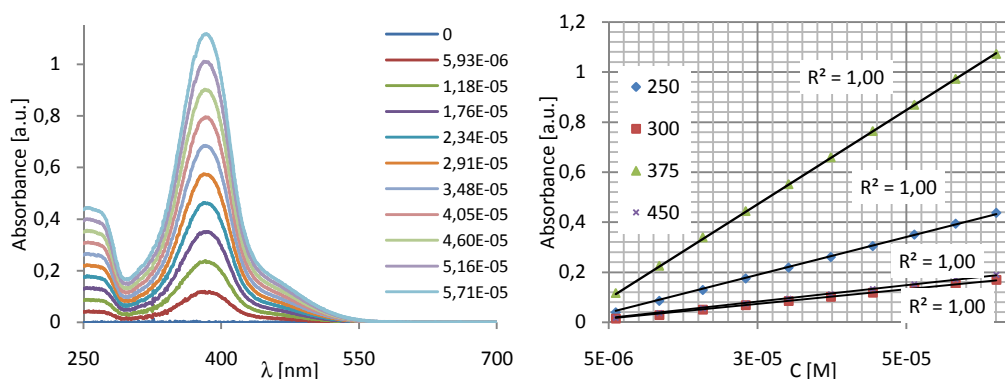 Absorbance [a.u.]
1
0,8
0,6
0,4
0,2
0
250
400
550
700
λ [nm]
0
5,93E-06
1,18E-05
1,76E-05
2,34E-05
2,91E-05
3,48E-05
4,05E-05
4,60E-05
5,16E-05
5,71E-05
Absorbance [a.u.]
1,2
1
0,8
0,6
0,4
0,2
0
5E-06
3E-05
5E-05
C [M]
250
300
375
450
R² = 1,00
R² = 1,00
R² = 1,00
R² = 1,00